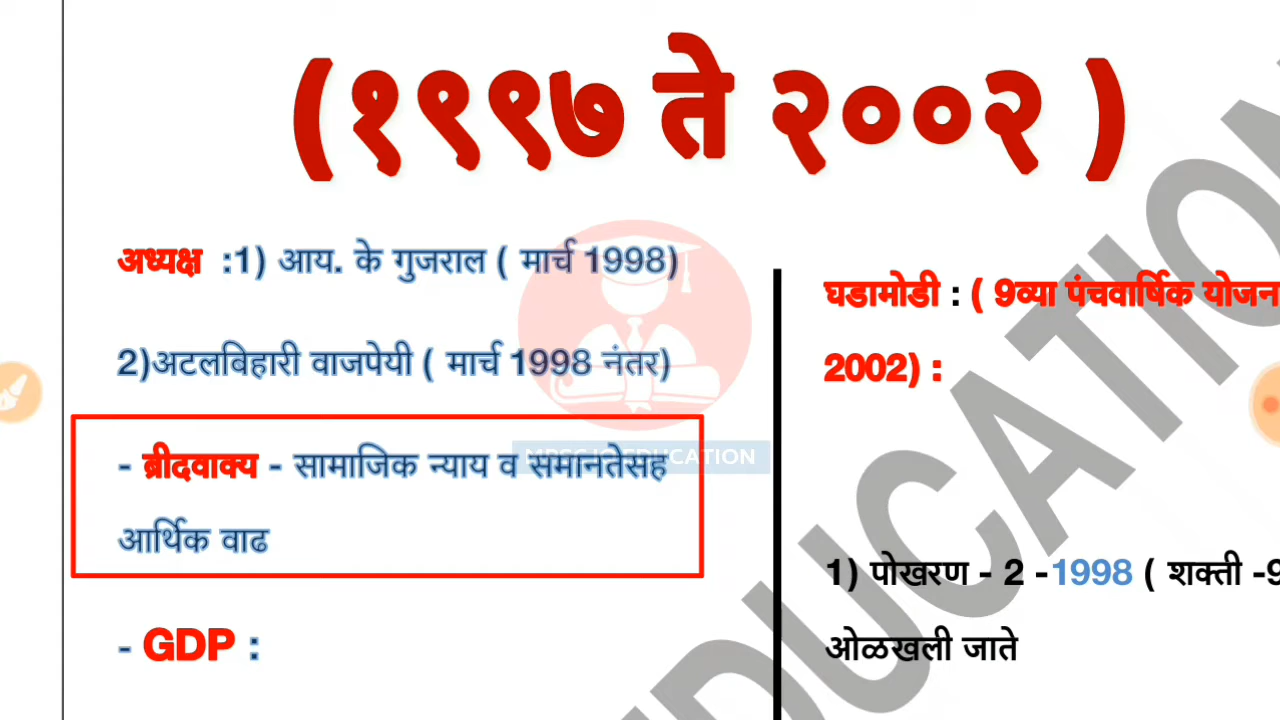 (१९९७ ते २००२ )
अध्यक्ष :1) आय. के गुजराल ( मार्च 1998)
2)अटलबिहारी वाजपेयी ( मार्च 1998 नंतर)
- ब्रीदवाक्य - सामाजिक न्याय व समानतेसह
आर्थिक वाढ
- GDP :
घडामोडी : ( 9व्या पंचवार्षिक योजन
2002) :
1) पोखरण - 2 -1998 ( शक्ती -9
ओळखली जाते
EDUCATION